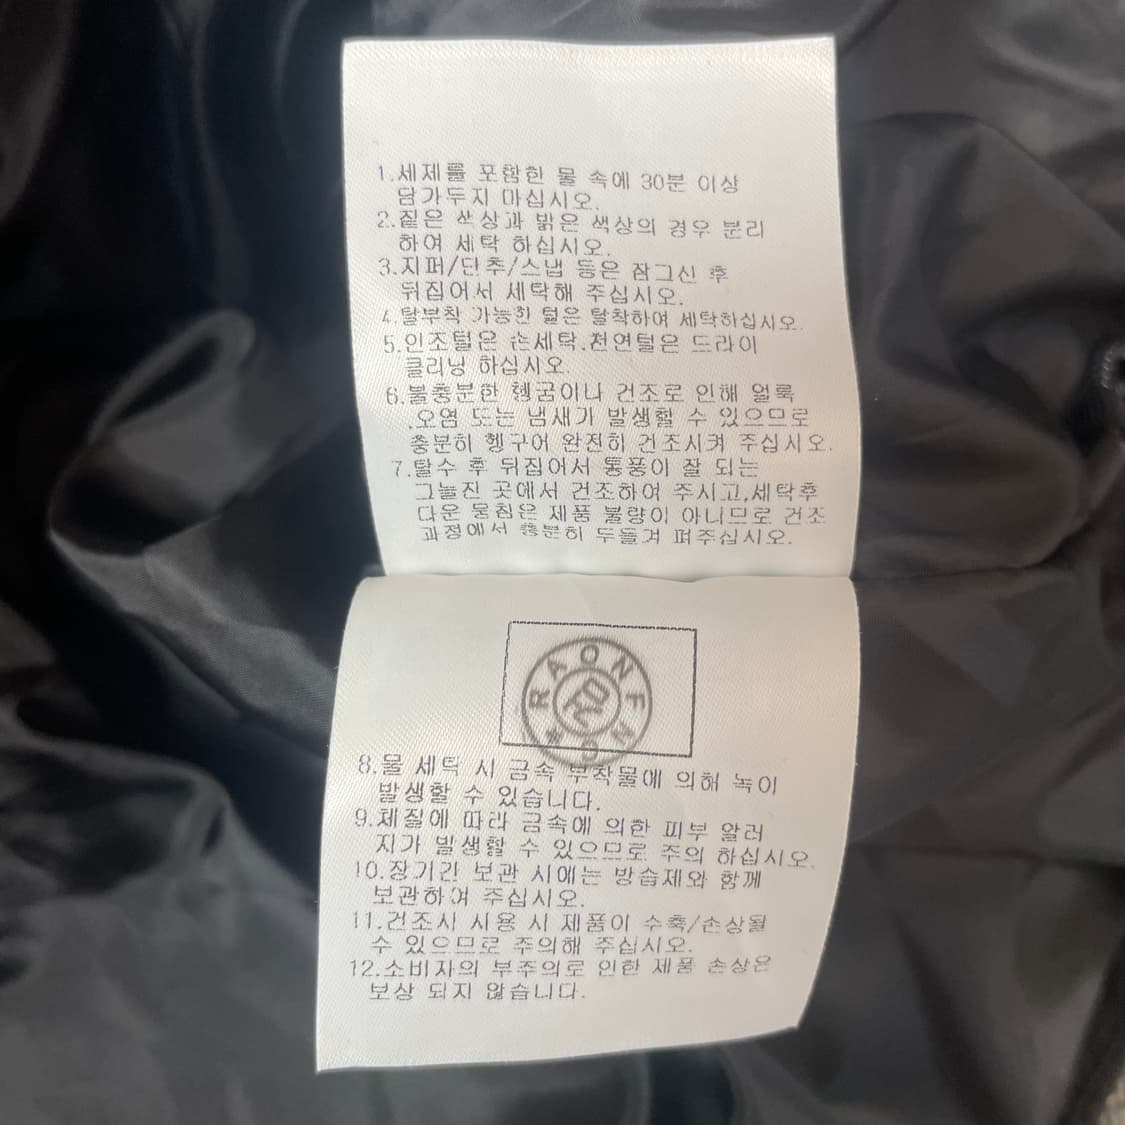 1.세제를 포함한 물 속에 30분 이상
담가두지 마십시오.
2.짙은 색상과 밝은 색상의 경우 분리
하여 세탁 하십시오.
3.지퍼/단추/스냅 등은 잠그신 후
뒤집어서 세탁해 주십시오.
4.탈부착 가능한 털은 탈착하여 세탁하십시오.
5.인조털은 손세탁.천연털은 드라이
클리닝 하십시오.
6.불충분한 헹굼이나 건조로 인해 얼룩
.오염 또는 냄새가 발생할 수 있으므로
충분히 헹구어 완전히 건조시켜 주십시오.
7.탈수 후 뒤집어서 통풍이 잘 되는
그늘진 곳에서 건조하여 주시고,세탁후
다운 뭉침은 제품 불량이 아니므로 건조
과정에서 충분히 두들겨 펴주십시오.
RAONFNG
8.물 세탁 시 금속 부착물에 의해 녹이
발생할 수 있습니다.
9.체질에 따라 금속에 의한 피부 알러
지가 발생할 수 있으므로 주의 하십시오.
10.장기간 보관 시에는 방습제와 함께
보관하여 주십시오.
11.건조시 사용 시 제품이 수축/손상될
수 있으므로 주의해 주십시오.
12.소비자의 부주의로 인한 제품 손상은
보상 되지 않습니다.